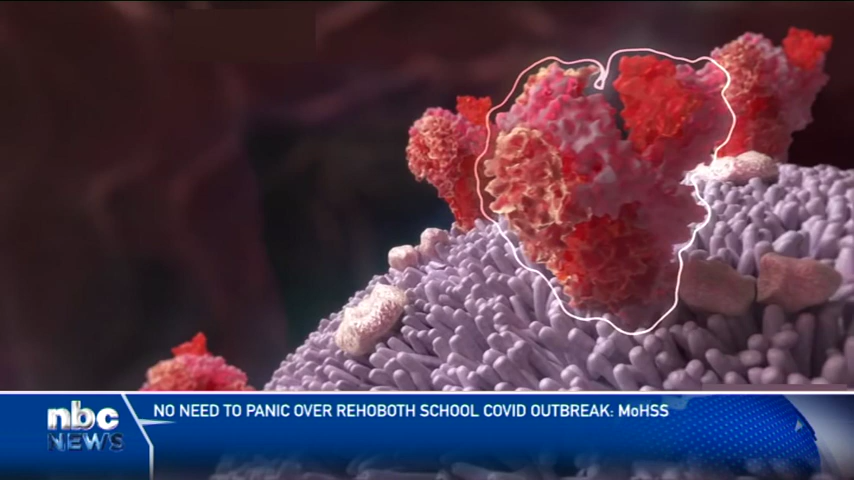 NO NEED TO PANIC OVER REHOBOTH SCHOOL COVID OUTBREAK: MoHSS
nbc
NEWS